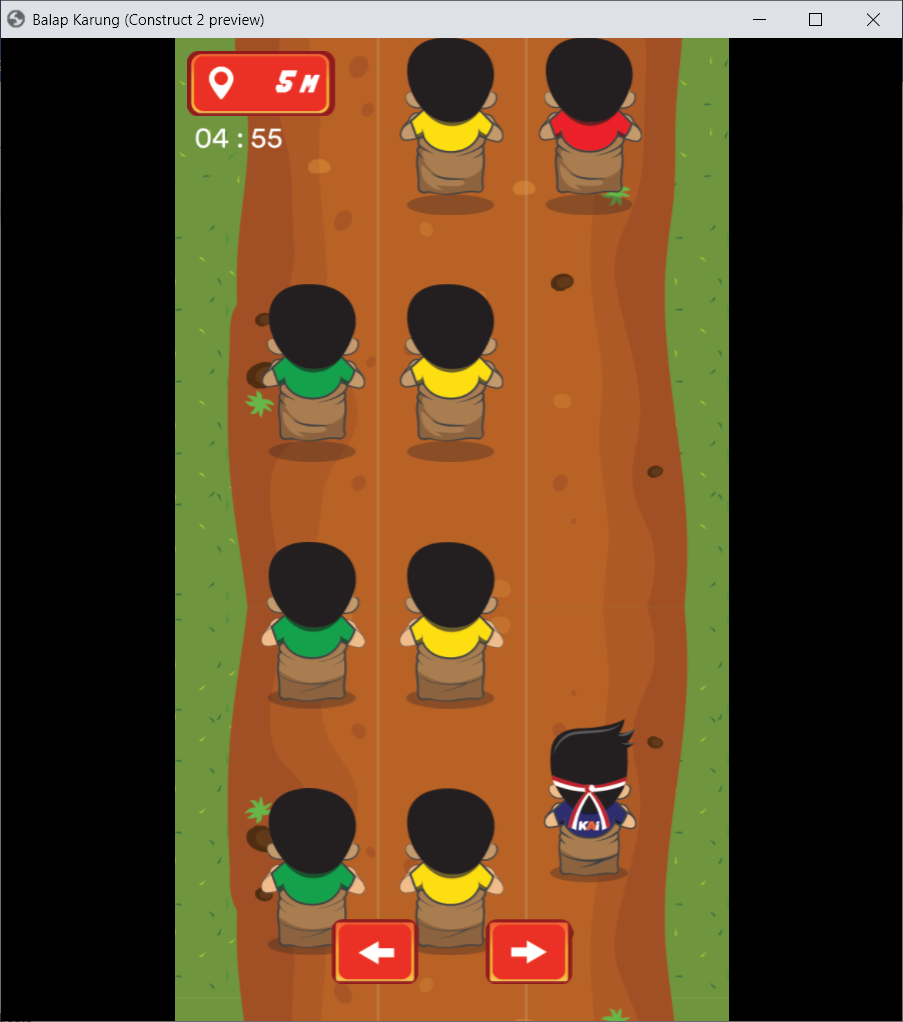 Balap Karung (Construct 2 preview)
5 M
04 : 55
KAi